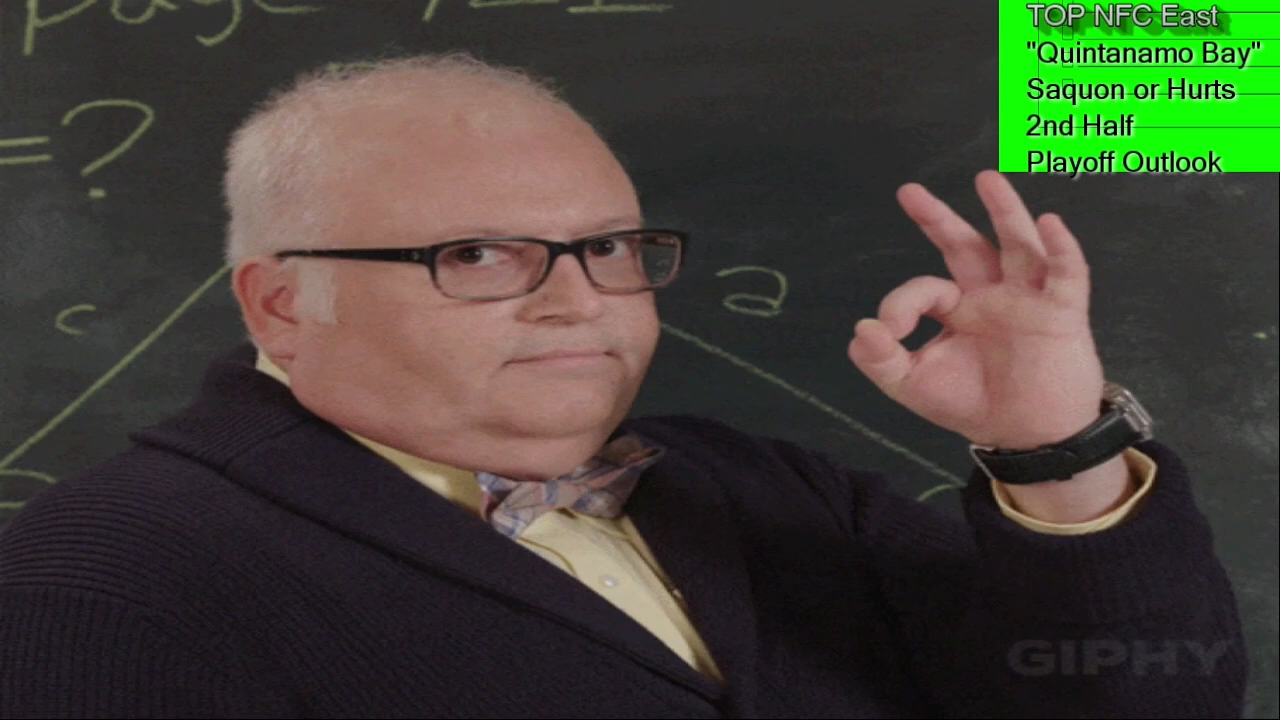 =?
c
a
TOP NFC East
"Quintanamo Bay"
Saquon or Hurts
2nd Half
Playoff Outlook
GIPHY